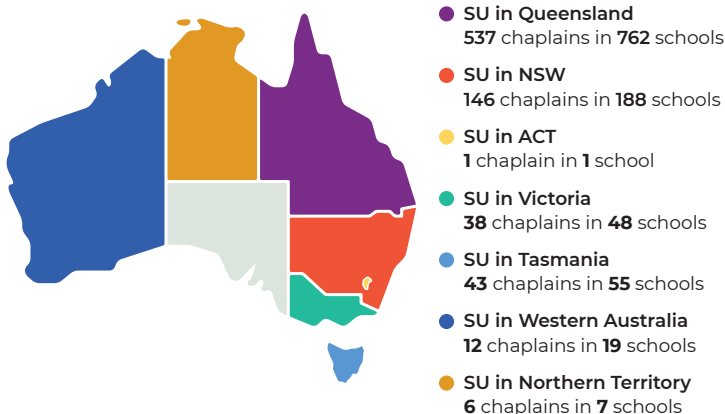 SU in Queensland
537 chaplains in 762 schools
SU in NSW
146 chaplains in 188 schools
SU in ACT
1 chaplain in 1 school
SU in Victoria
38 chaplains in 48 schools
SU in Tasmania
43 chaplains in 55 schools
SU in Western Australia
12 chaplains in 19 schools
SU in Northern Territory
6 chaplains in 7 schools